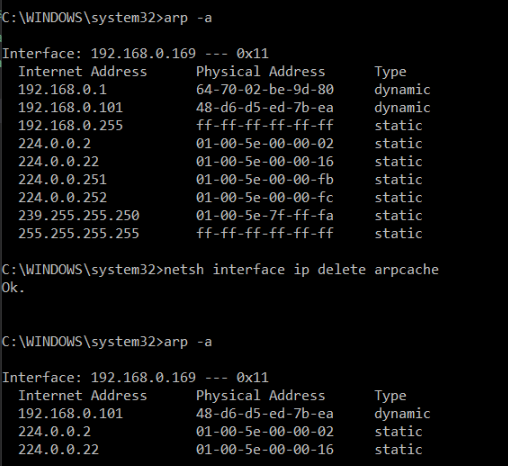 C:\WINDOWS\system32>arp -a
Interface: 192.168.0.169 --- 0x11
Internet Address Physical Address Type
192.168.0.1 64-70-02-be-9d-80 dynamic
192.168.0.101 48-d6-d5-ed-7b-ea dynamic
192.168.0.255 ff-ff-ff-ff-ff-ff static
224.0.0.2 01-00-5e-00-00-02 static
224.0.0.22 01-00-5e-00-00-16 static
224.0.0.251 01-00-5e-00-00-fb static
224.0.0.252 01-00-5e-00-00-fc static
239.255.255.250 01-00-5e-7f-ff-fa static
255.255.255.255 ff-ff-ff-ff-ff-ff static
C:\WINDOWS\system32>netsh interface ip delete arpcache
Ok.
C:\WINDOWS\system32>arp -a
Interface: 192.168.0.169 --- 0x11
Internet Address Physical Address Type
192.168.0.101 48-d6-d5-ed-7b-ea dynamic
224.0.0.2 01-00-5e-00-00-02 static
224.0.0.22 01-00-5e-00-00-16 static